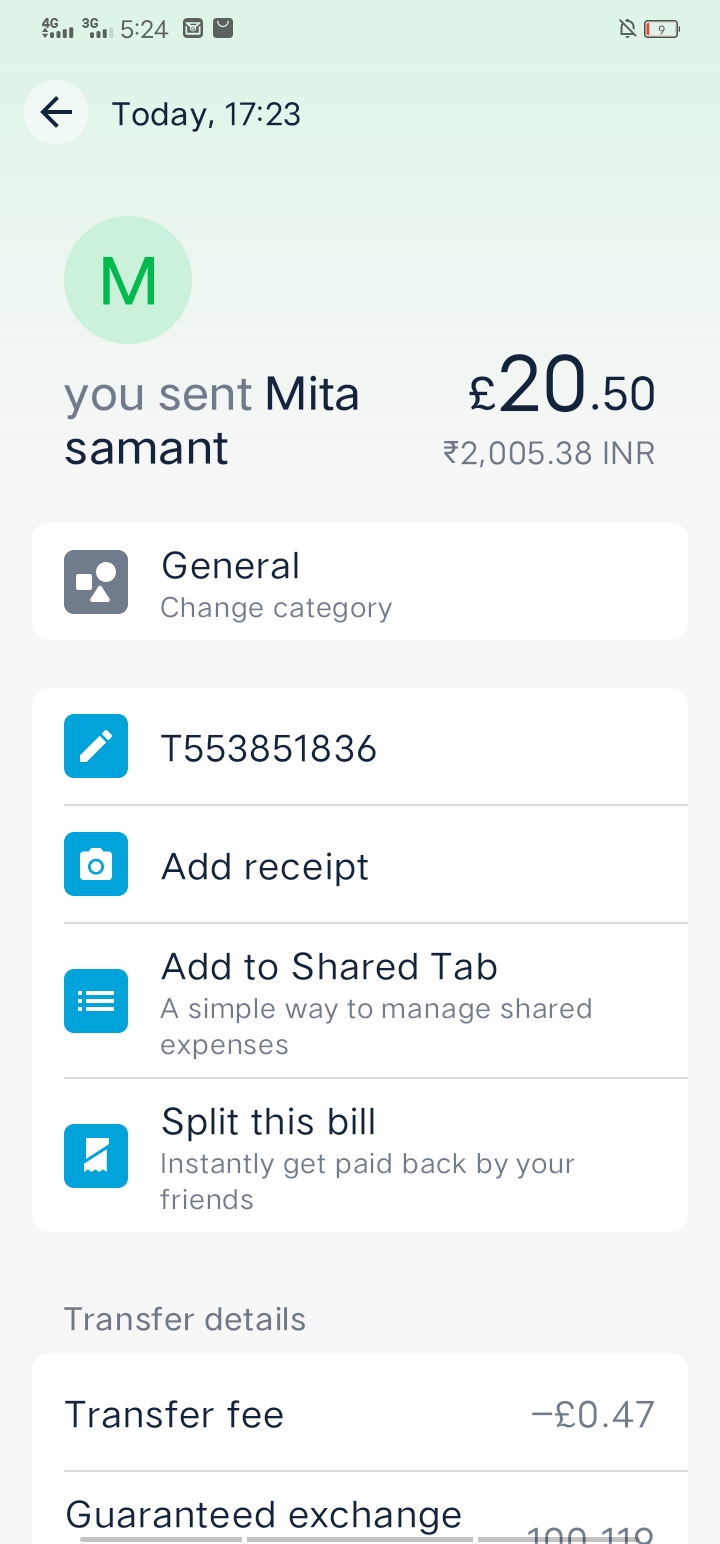 4G 3G 5:24 9
Today, 17:23
M
you sent Mita
samant
£20.50
₹2,005.38 INR
General
Change category
T553851836
Add receipt
Add to Shared Tab
A simple way to manage shared
expenses
Split this bill
Instantly get paid back by your
friends
Transfer details
Transfer fee –£0.47
Guaranteed exchange
100.119